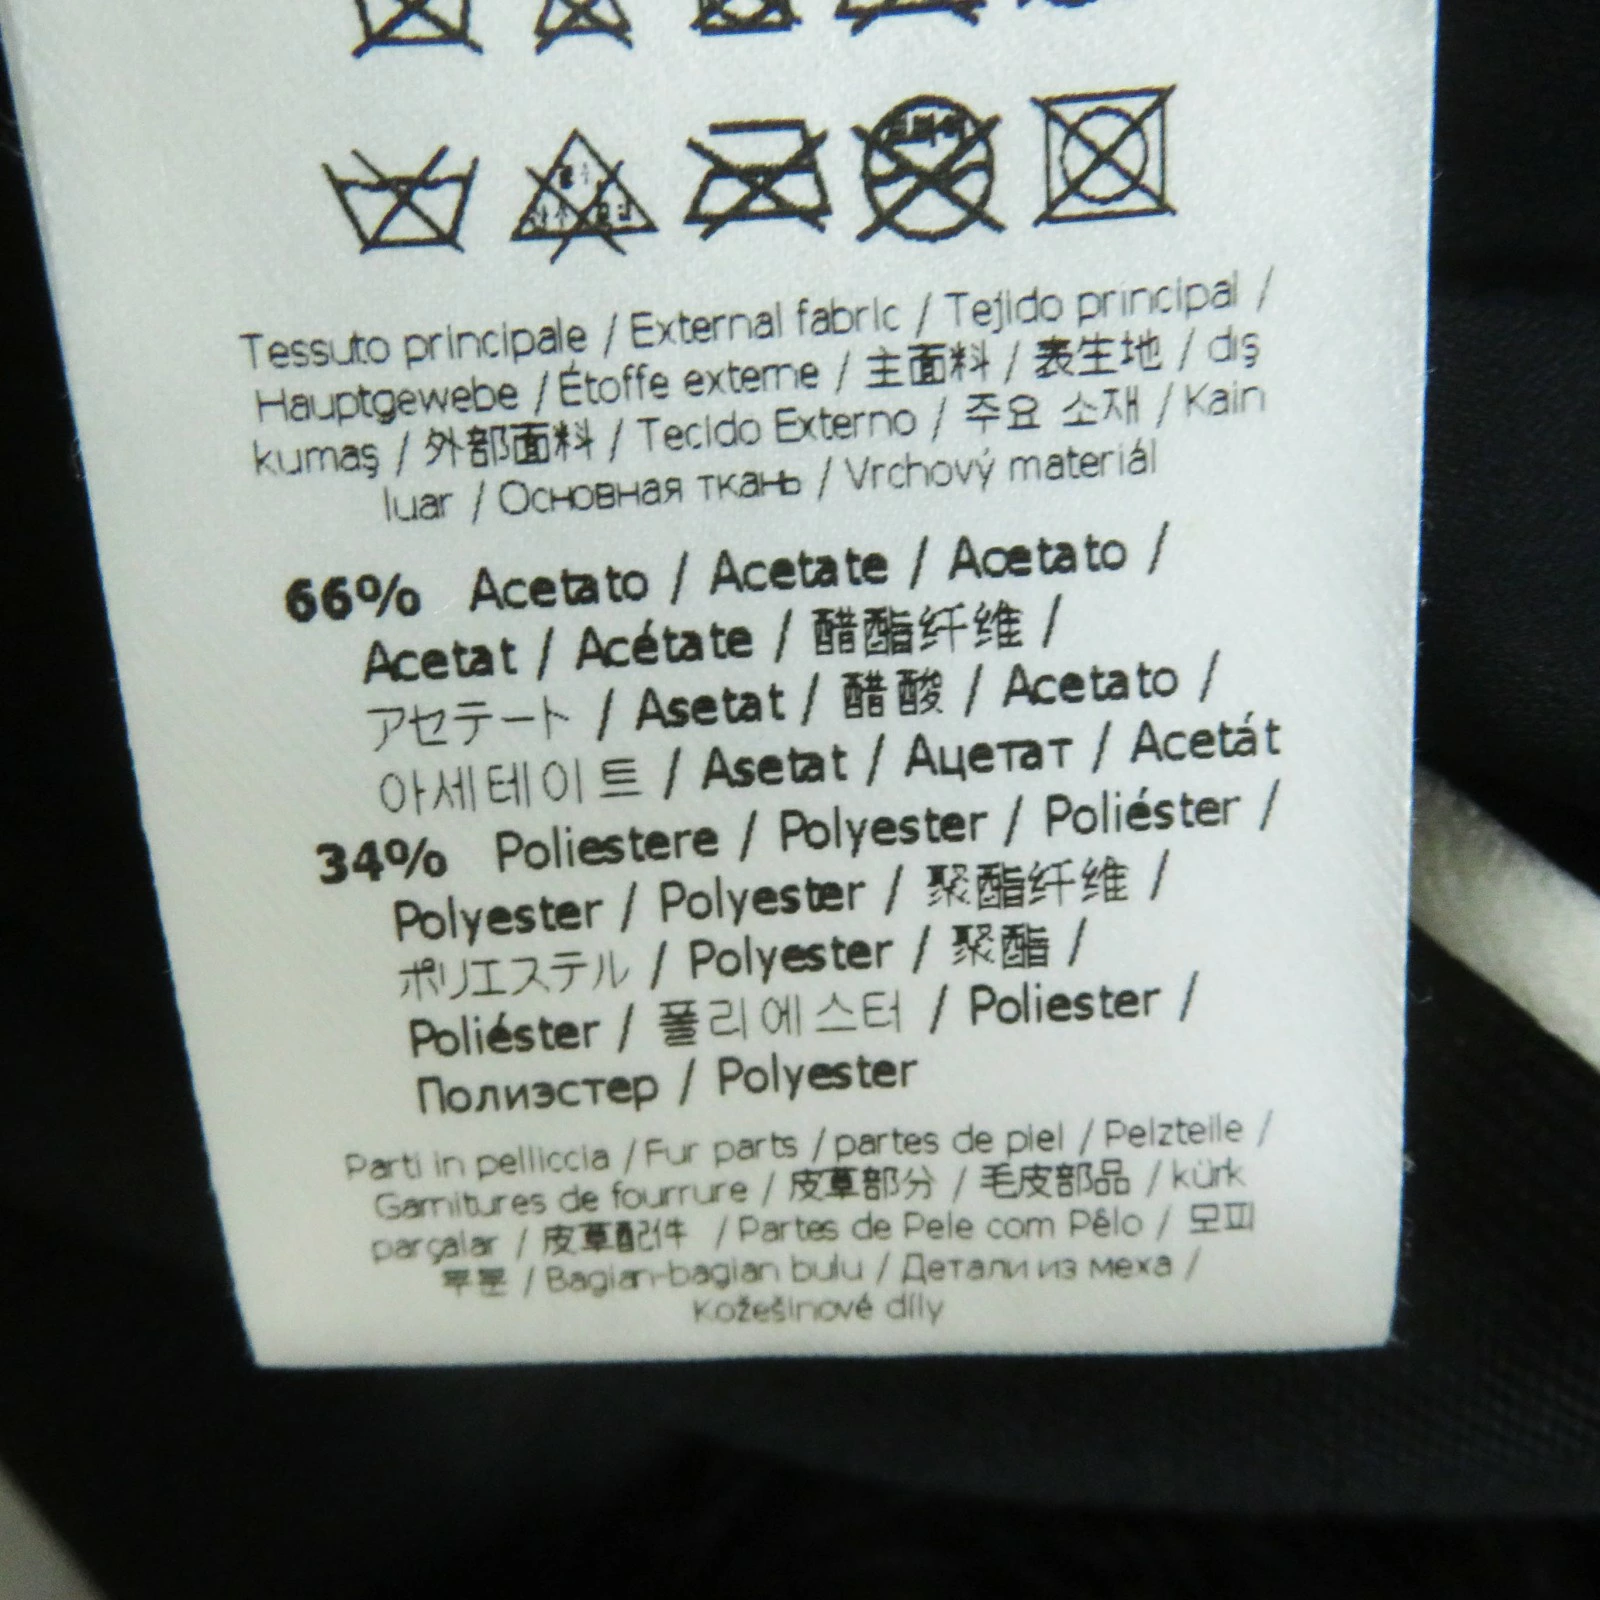 Tessuto principale / External fabric / Tejido principal /
Hauptgewebe / Étoffe externe / 主面料 / 表生地 / dış
kumaş / 外部面料 / Tecido Externo / 주요 소재 / Kain
luar / Основная ткань / Vrchový materiál
66% Acetato / Acetate / Acetato /
Acetat / Acétate / 醋酯纤维 /
アセテート / Asetat / 醋酸 / Acetato /
아세테이트 / Asetat / Ацетат / Acetát
34% Poliestere / Polyester / Poliéster /
Polyester / Polyester / 聚酯纤维 /
ポリエステル / Polyester / 聚酯 /
Poliéster / 폴리에스터 / Poliester /
Полиэстер / Polyester
Parti in pelliccia / Fur parts / partes de piel / Pelzteile /
Garnitures de fourrure / 皮草部分 / 毛皮部品 / kürk
parçalar / 皮草配件 / Partes de Pele com Pêlo / 모피
부분 / Bagian-bagian bulu / Детали из меха /
Kožešinové díly